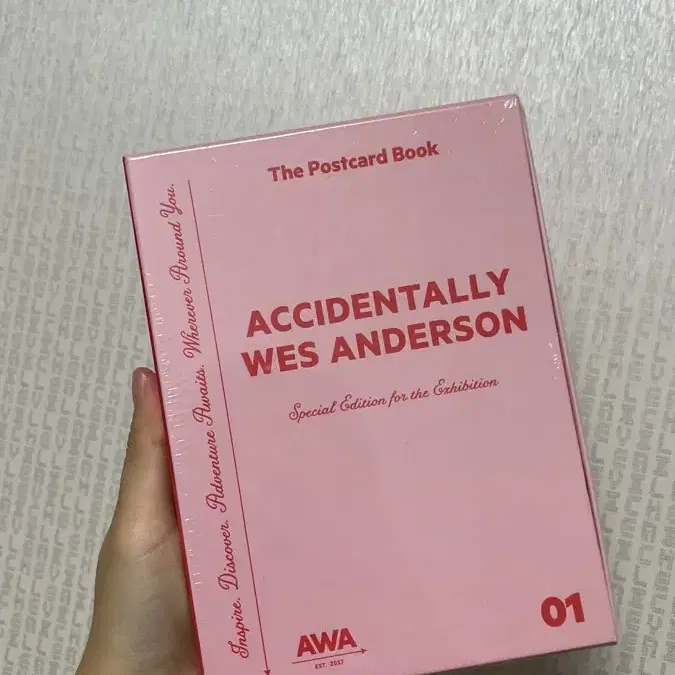 The Postcard Book
ACCIDENTALLY
WES ANDERSON
Special Edition for the Exhibition
Inspire. Discover. Adventure Awaits. Wherever Around You.
AWA
EST. 2017
01